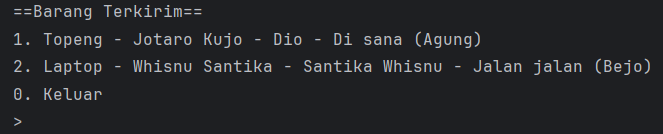 ==Barang Terkirim==
1. Topeng - Jotaro Kujo - Dio - Di sana (Agung)
2. Laptop - Whisnu Santika - Santika Whisnu - Jalan jalan (Bejo)
0. Keluar
>